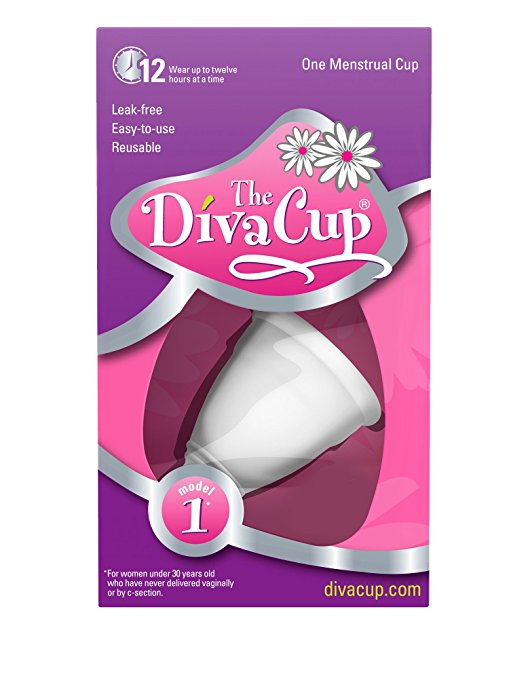 12 Wear up to twelve
hours at a time
One Menstrual Cup
Leak-free
Easy-to-use
Reusable
The
DivaCup®
model
1*
*For women under 30 years old
who have never delivered vaginally
or by c-section.
divacup.com